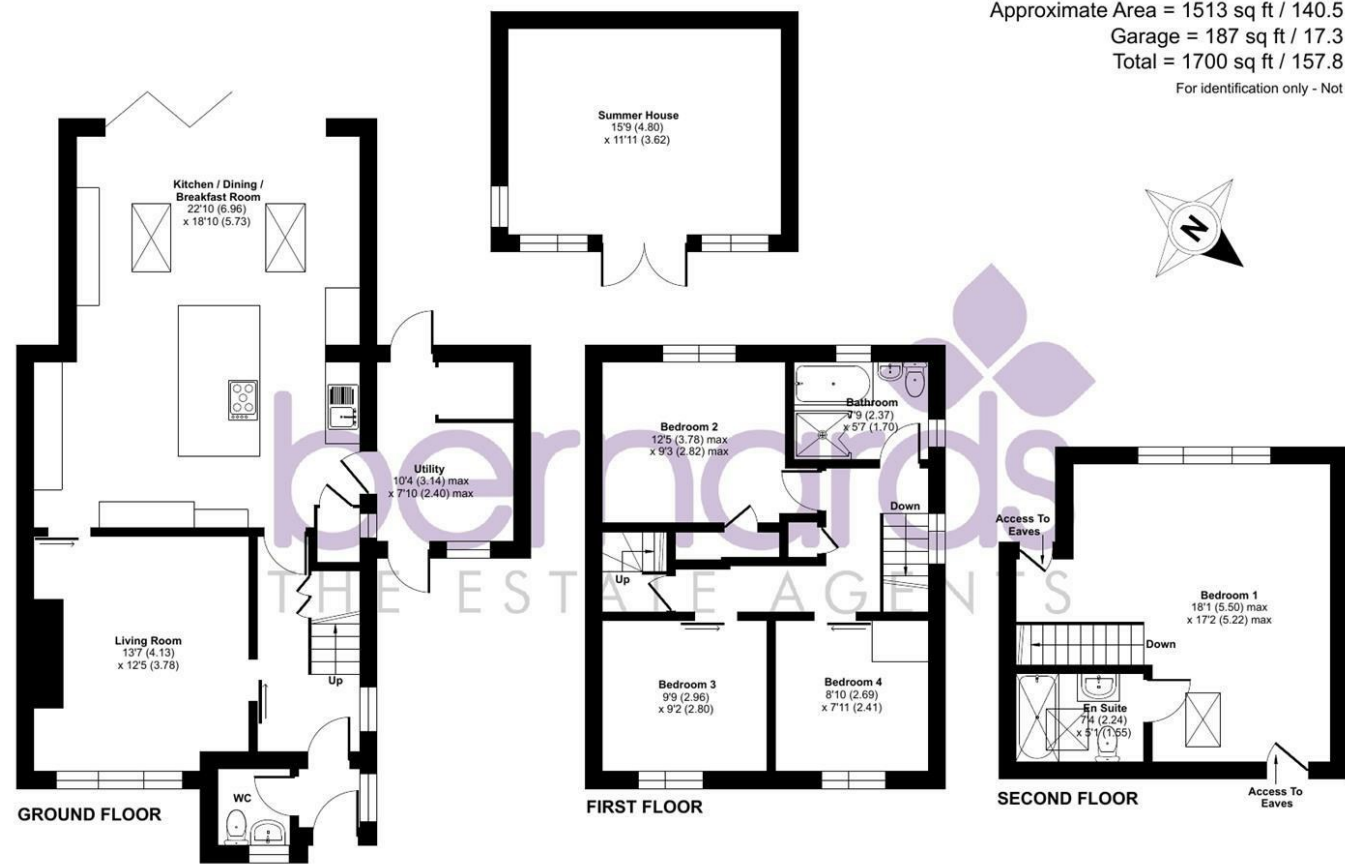 Approximate Area = 1513 sq ft / 140.5
Garage = 187 sq ft / 17.3
Total = 1700 sq ft / 157.8
For identification only - Not
Summer House
15'9 (4.80)
x 11'11 (3.62)
Kitchen / Dining /
Breakfast Room
22'10 (6.96)
x 18'10 (5.73)
N
Utility
10'4 (3.14) max
x 7'10 (2.40) max
Living Room
13'7 (4.13)
x 12'5 (3.78)
Up
WC
GROUND FLOOR
Bedroom 2
12'5 (3.78) max
x 9'3 (2.82) max
Bathroom
7'9 (2.37)
x 5'7 (1.70)
Down
Up
Bedroom 3
9'9 (2.96)
x 9'2 (2.80)
Bedroom 4
8'10 (2.69)
x 7'11 (2.41)
FIRST FLOOR
Access To
Eaves
Bedroom 1
18'1 (5.50) max
x 17'2 (5.22) max
Down
En Suite
7'4 (2.24)
x 5'1 (1.55)
Access To
Eaves
SECOND FLOOR
bernards
THE ESTATE AGENTS